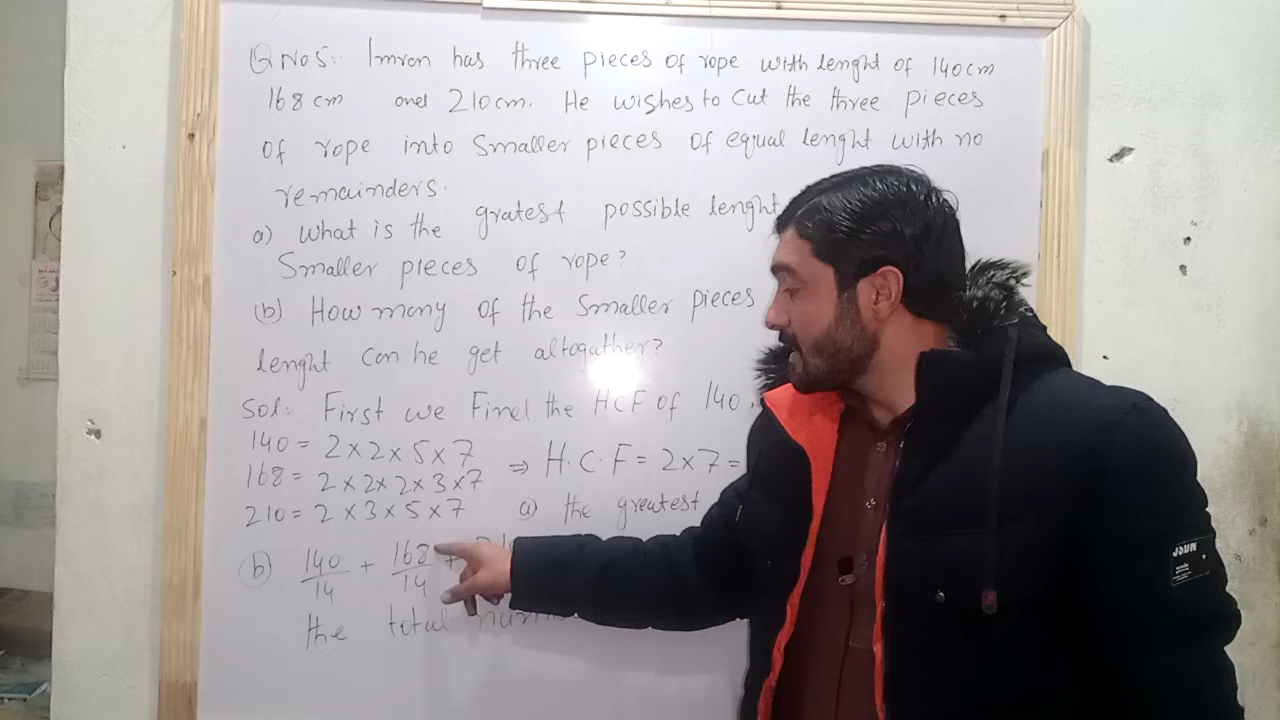 Q NO 5:. Imran has three pieces of rope with lenght of 140cm
168 cm and 210cm. He wishes to cut the three pieces
of rope into smaller pieces of equal lenght with no
remainders.
a) What is the gratest possible lenght
Smaller pieces of rope?
(b) How many of the smaller pieces
lenght can he get altogather?
Sol: First we Find the HCF of 140,
140 = 2×2×5×7
168 = 2×2×2×3×7
210 = 2×3×5×7
⇒ H.C.F = 2×7 =
a) the greatest
b) 140/14 + 168/14 +
the total